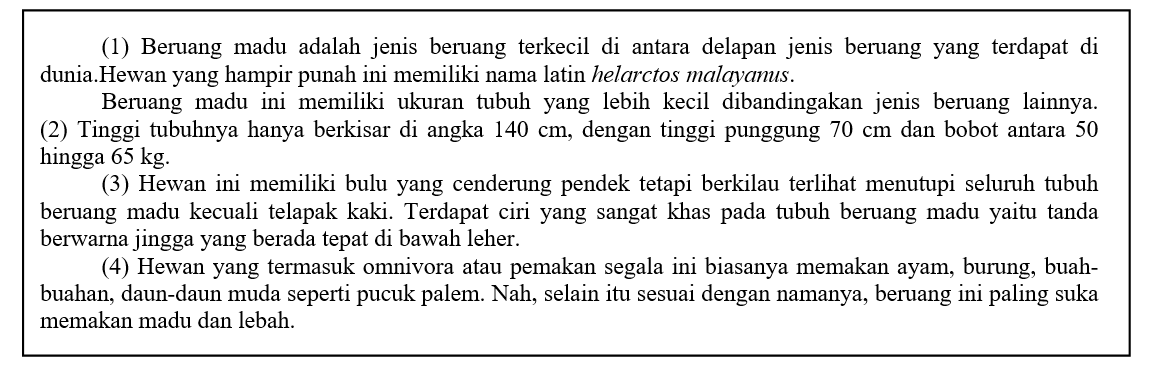 (1) Beruang madu adalah jenis beruang terkecil di antara delapan jenis beruang yang terdapat di
dunia.Hewan yang hampir punah ini memiliki nama latin helarctos malayanus.
Beruang madu ini memiliki ukuran tubuh yang lebih kecil dibandingakan jenis beruang lainnya.
(2) Tinggi tubuhnya hanya berkisar di angka 140 cm, dengan tinggi punggung 70 cm dan bobot antara 50
hingga 65 kg.
(3) Hewan ini memiliki bulu yang cenderung pendek tetapi berkilau terlihat menutupi seluruh tubuh
beruang madu kecuali telapak kaki. Terdapat ciri yang sangat khas pada tubuh beruang madu yaitu tanda
berwarna jingga yang berada tepat di bawah leher.
(4) Hewan yang termasuk omnivora atau pemakan segala ini biasanya memakan ayam, burung, buah-
buahan, daun-daun muda seperti pucuk palem. Nah, selain itu sesuai dengan namanya, beruang ini paling suka
memakan madu dan lebah.